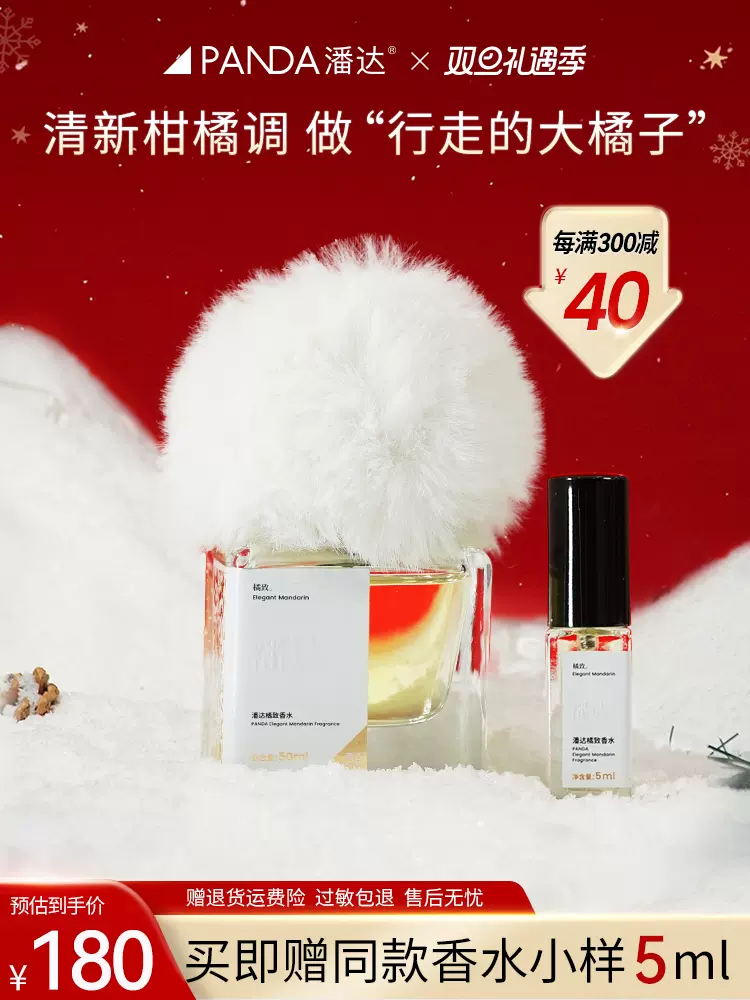 PANDA潘达® × 双旦礼遇季
清新柑橘调 做“行走的大橘子”
每满300减
¥40
橘致。
Elegant Mandarin
潘达橘致香水
PANDA Elegant Mandarin Fragrance
净含量:50ml
橘致。
Elegant Mandarin
潘达橘致香水
PANDA
Elegant Mandarin
Fragrance
净含量:5ml
预估到手价
¥180
赠退货运费险 过敏包退 售后无忧
买即赠同款香水小样5ml